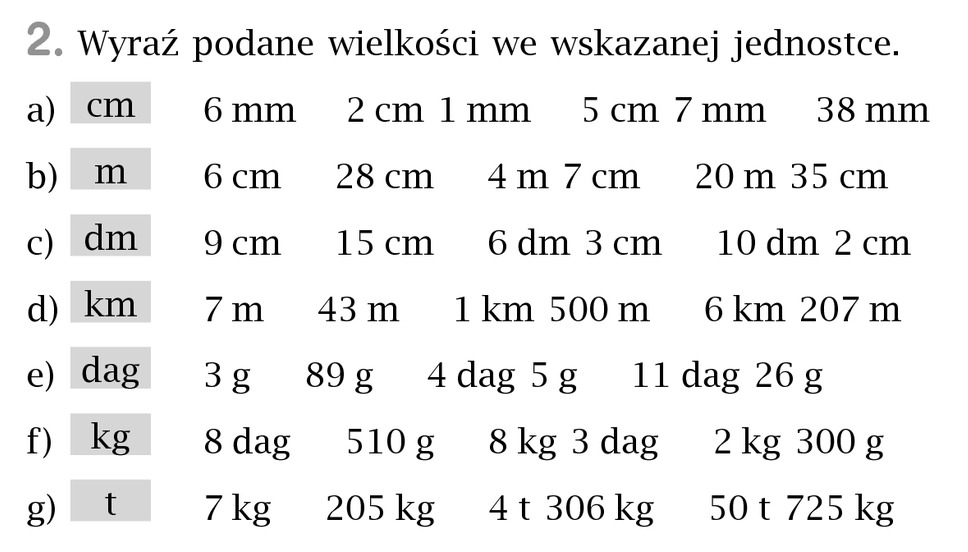 2. Wyraź podane wielkości we wskazanej jednostce.
a) cm 6 mm 2 cm 1 mm 5 cm 7 mm 38 mm
b) m 6 cm 28 cm 4 m 7 cm 20 m 35 cm
c) dm 9 cm 15 cm 6 dm 3 cm 10 dm 2 cm
d) km 7 m 43 m 1 km 500 m 6 km 207 m
e) dag 3 g 89 g 4 dag 5 g 11 dag 26 g
f) kg 8 dag 510 g 8 kg 3 dag 2 kg 300 g
g) t 7 kg 205 kg 4 t 306 kg 50 t 725 kg